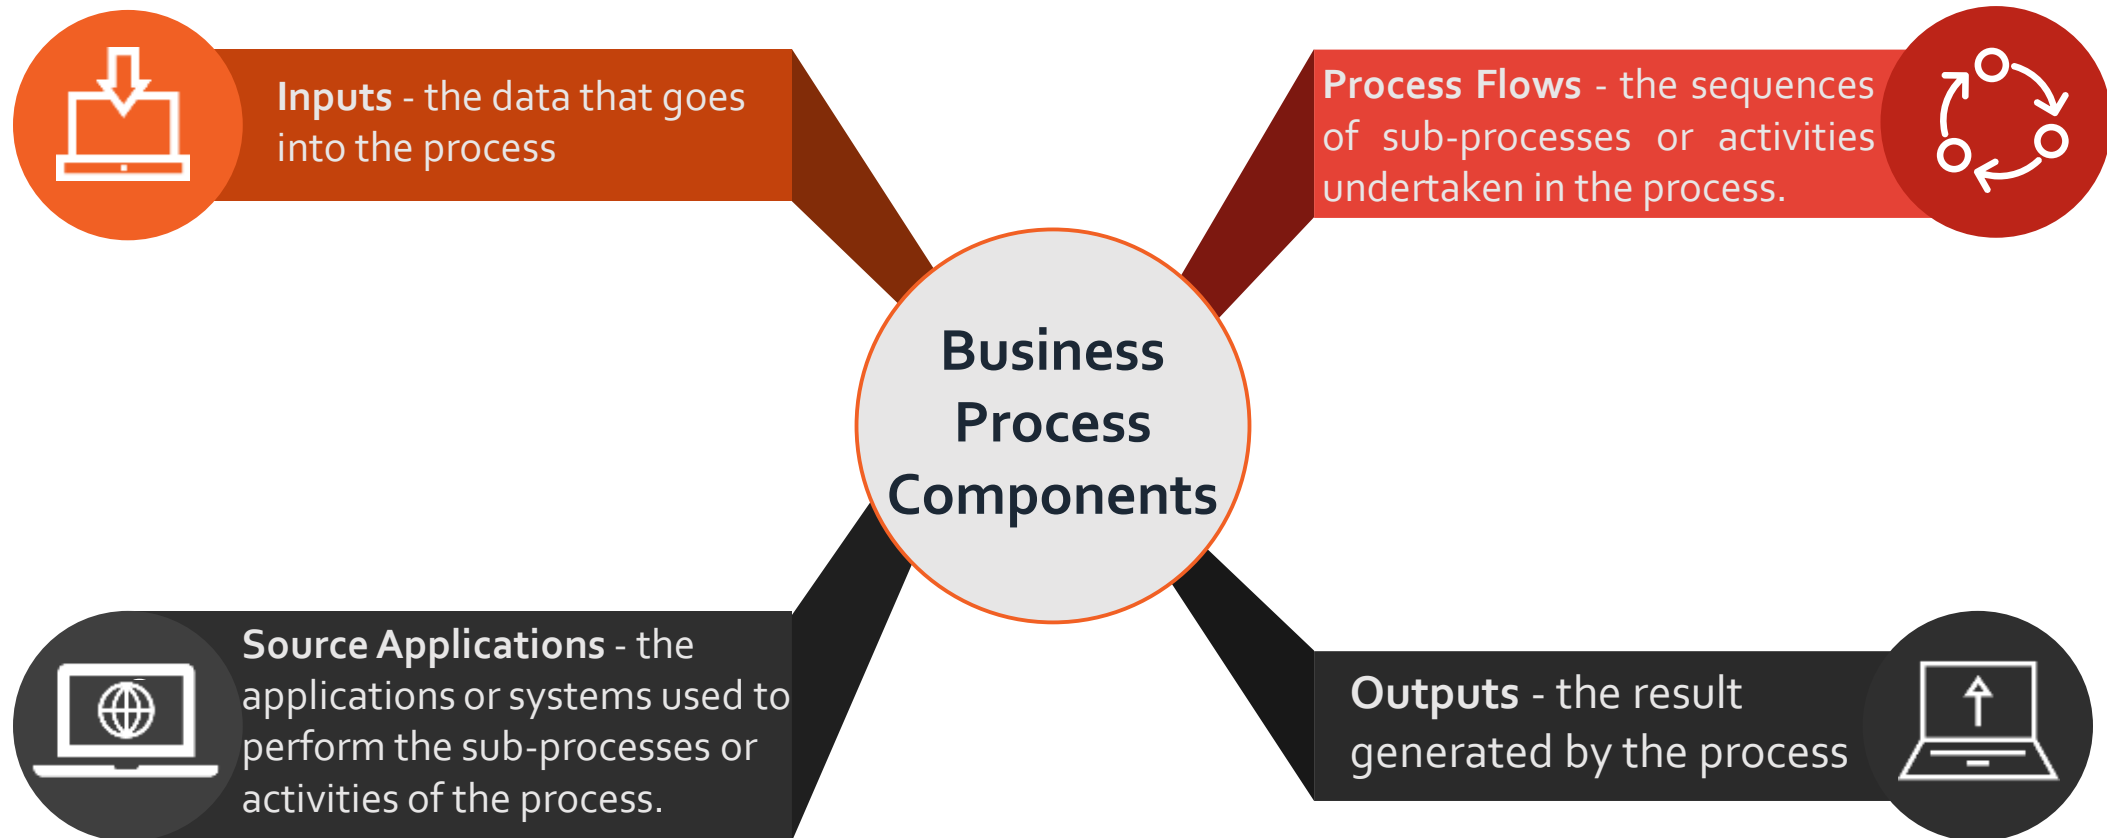 Inputs - the data that goes
into the process
Process Flows - the sequences
of sub-processes or activities
undertaken in the process.
Business
Process
Components
Source Applications - the
applications or systems used to
perform the sub-processes or
activities of the process.
Outputs - the result
generated by the process